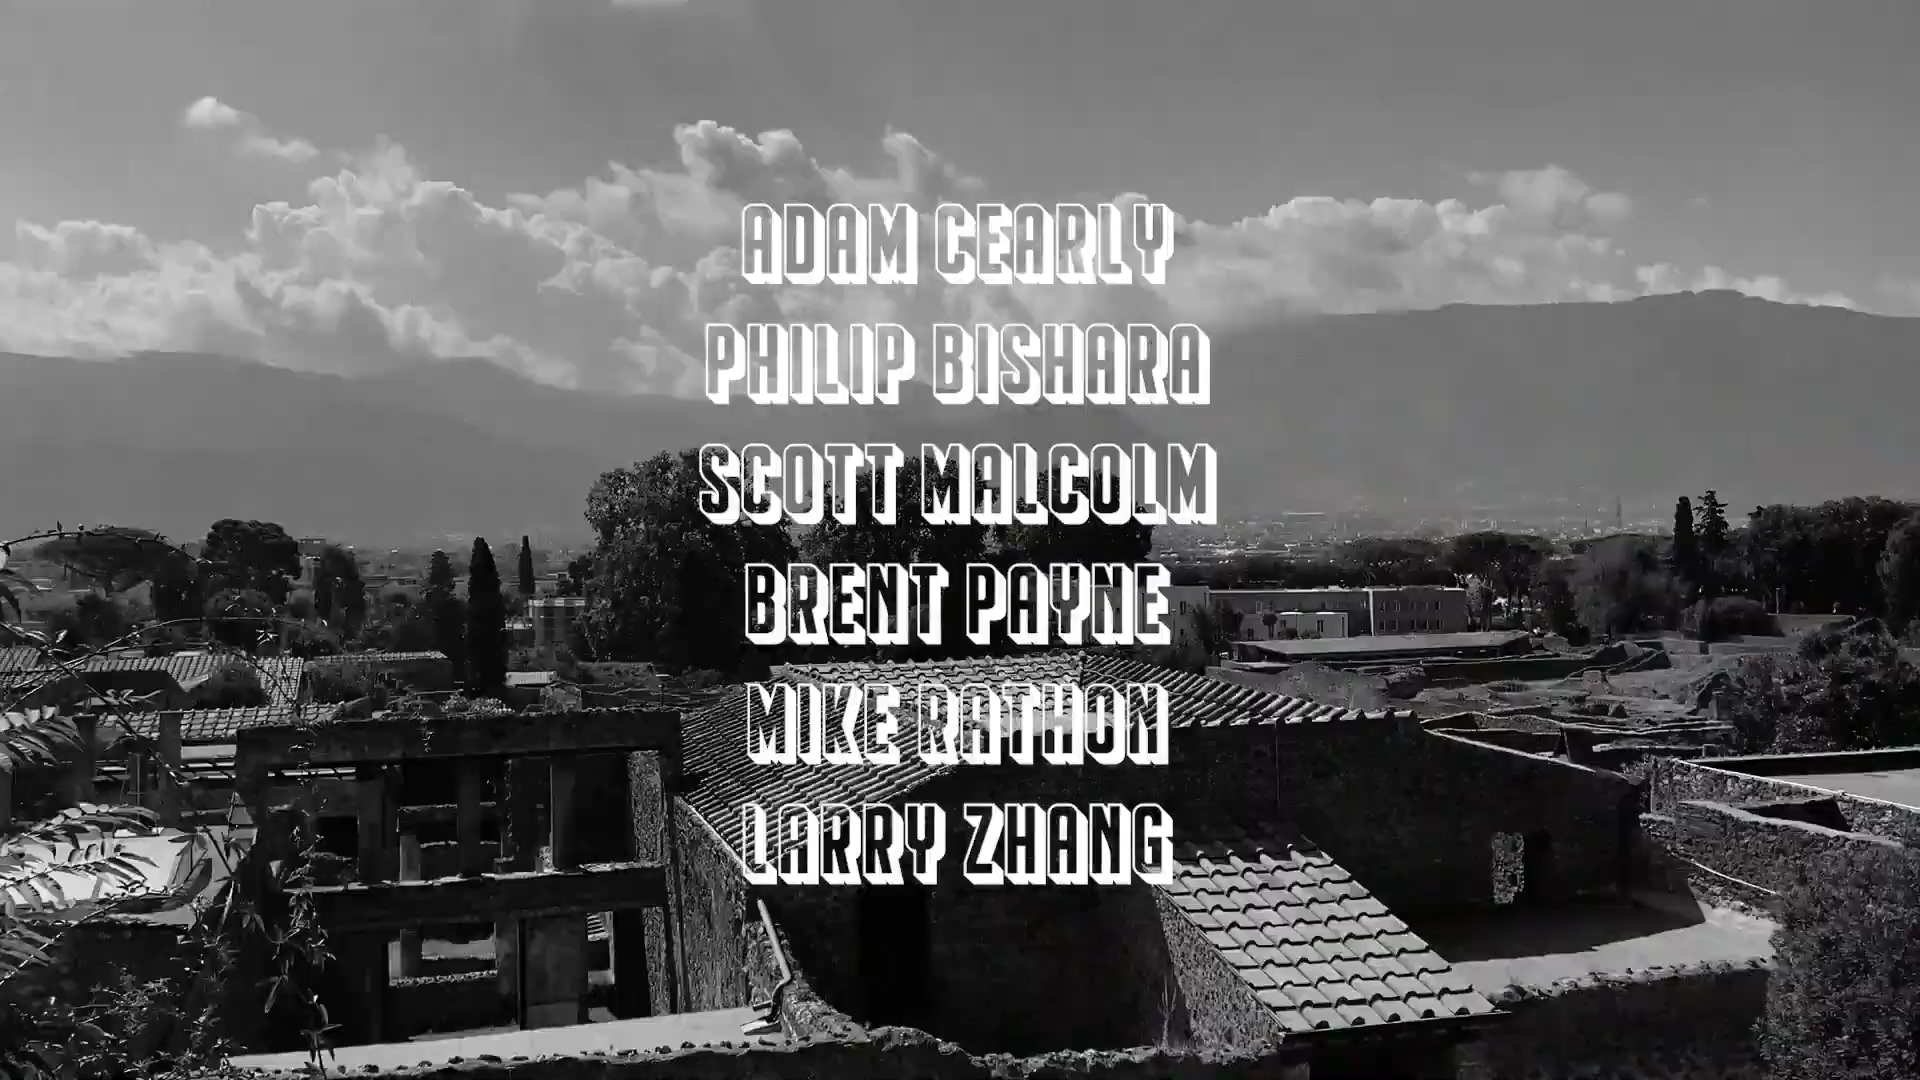 ADAM CEARLY
PHILIP BISHARA
SCOTT MALCOLM
BRENT PAYNE
MIKE RATHON
LARRY ZHANG